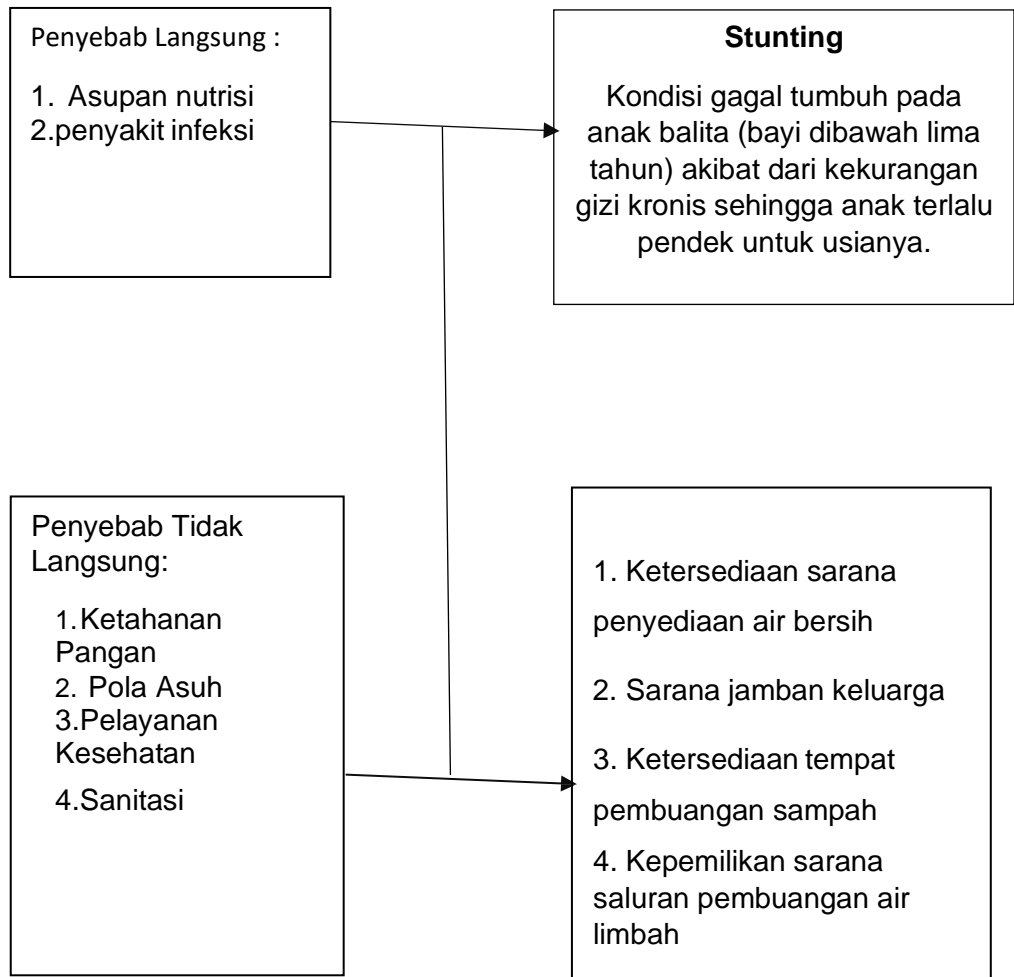 Penyebab Langsung :
1. Asupan nutrisi
2.penyakit infeksi
Stunting
Kondisi gagal tumbuh pada
anak balita (bayi dibawah lima
tahun) akibat dari kekurangan
gizi kronis sehingga anak terlalu
pendek untuk usianya.
Penyebab Tidak
Langsung:
1.Ketahanan
Pangan
2. Pola Asuh
3.Pelayanan
Kesehatan
4.Sanitasi
1. Ketersediaan sarana
penyediaan air bersih
2. Sarana jamban keluarga
3. Ketersediaan tempat
pembuangan sampah
4. Kepemilikan sarana
saluran pembuangan air
limbah